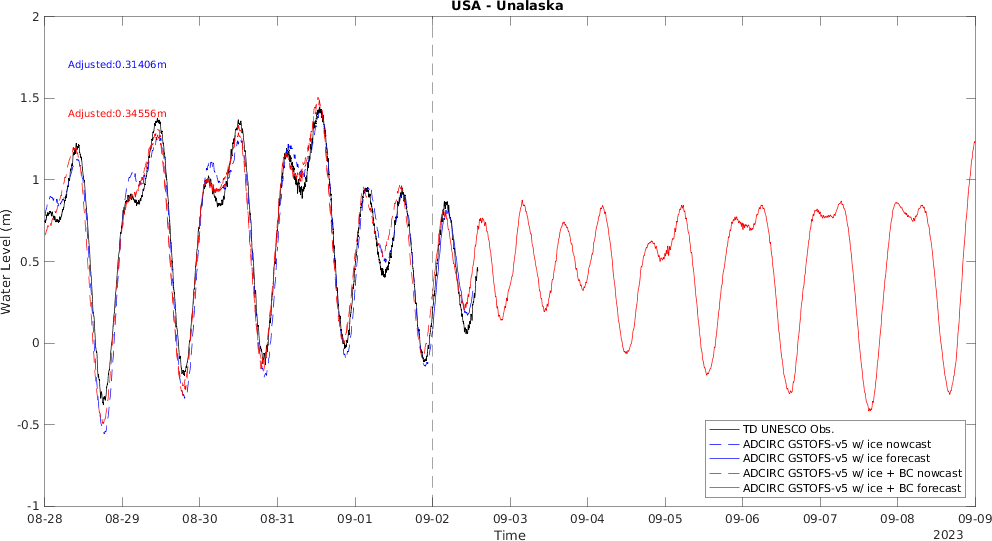 USA - Unalaska
2
1.5
1
0.5
0
-0.5
-1
Water Level (m)
Adjusted:0.31406m
Adjusted:0.34556m
TD UNESCO Obs.
ADCIRC GSTOFS-v5 w/ ice nowcast
ADCIRC GSTOFS-v5 w/ ice forecast
ADCIRC GSTOFS-v5 w/ ice + BC nowcast
ADCIRC GSTOFS-v5 w/ ice + BC forecast
08-28 08-29 08-30 08-31 09-01 09-02 09-03 09-04 09-05 09-06 09-07 09-08 09-09
Time
2023